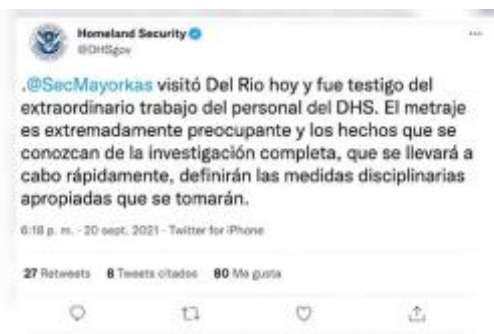 Homeland Security
@DHSgov
.@SecMayorkas visitó Del Rio hoy y fue testigo del
extraordinario trabajo del personal del DHS. El metraje
es extremadamente preocupante y los hechos que se
conozcan de la investigación completa, que se llevará a
cabo rápidamente, definirán las medidas disciplinarias
apropiadas que se tomarán.
6:18 p. m. · 20 sept. 2021 · Twitter for iPhone
27 Retweets 8 Tweets citados 80 Me gusta